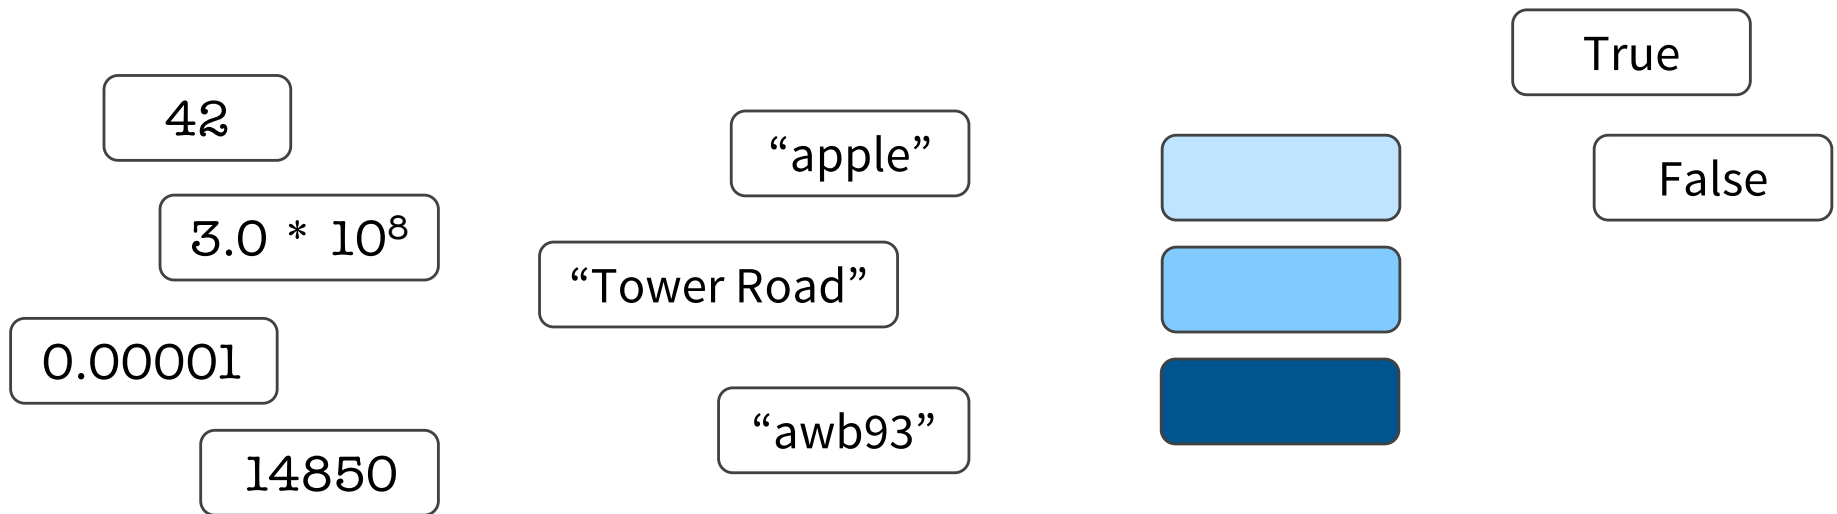 42
3.0 * 10⁸
0.00001
14850
“apple”
“Tower Road”
“awb93”
True
False